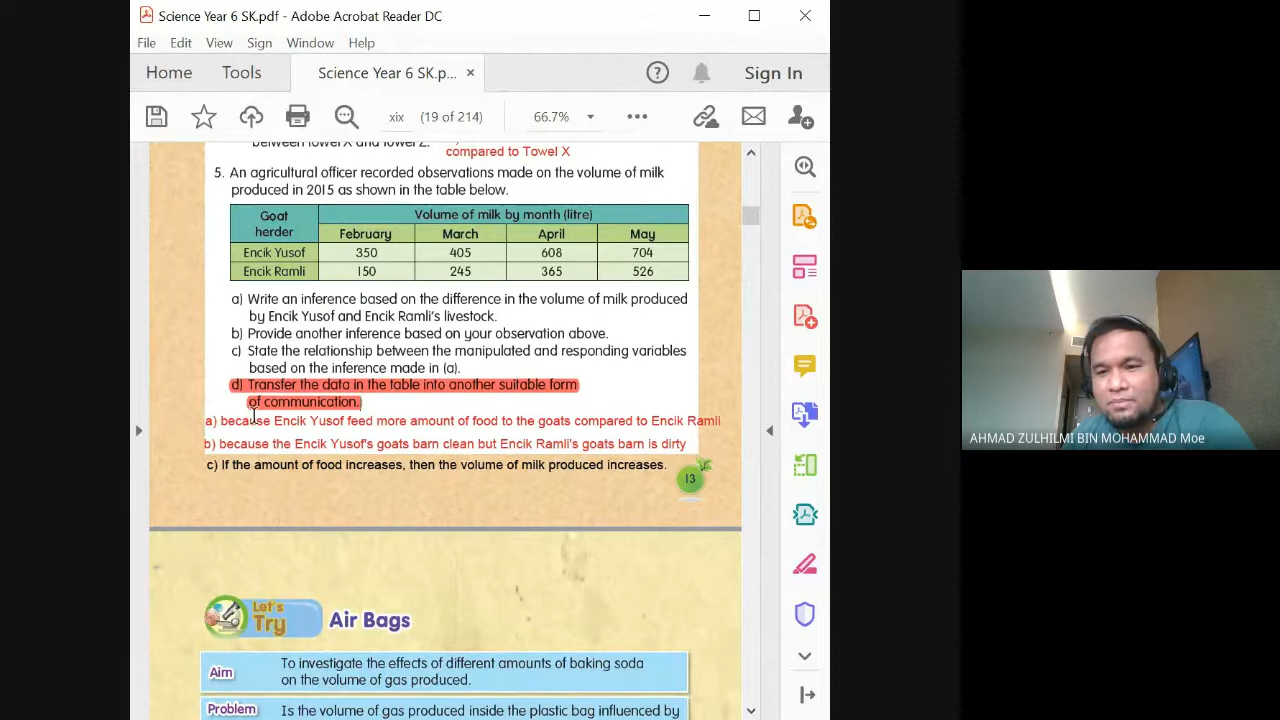 Science Year 6 SK.pdf - Adobe Acrobat Reader DC
File Edit View Sign Window Help
Home Tools Science Year 6 SK.p... × Sign In
xix (19 of 214) 66.7%
between Towel X and Towel Z.
compared to Towel X
5. An agricultural officer recorded observations made on the volume of milk
produced in 2015 as shown in the table below.
Goat herder Volume of milk by month (litre)
February March April May
Encik Yusof 350 405 608 704
Encik Ramli 150 245 365 526
a) Write an inference based on the difference in the volume of milk produced
by Encik Yusof and Encik Ramli's livestock.
b) Provide another inference based on your observation above.
c) State the relationship between the manipulated and responding variables
based on the inference made in (a).
d) Transfer the data in the table into another suitable form
of communication.
a) because Encik Yusof feed more amount of food to the goats compared to Encik Ramli
b) because the Encik Yusof's goats barn clean but Encik Ramli's goats barn is dirty
c) If the amount of food increases, then the volume of milk produced increases.
13
Let's
Try Air Bags
Aim To investigate the effects of different amounts of baking soda
on the volume of gas produced.
Problem Is the volume of gas produced inside the plastic bag influenced by
AHMAD ZULHILMI BIN MOHAMMAD Moe